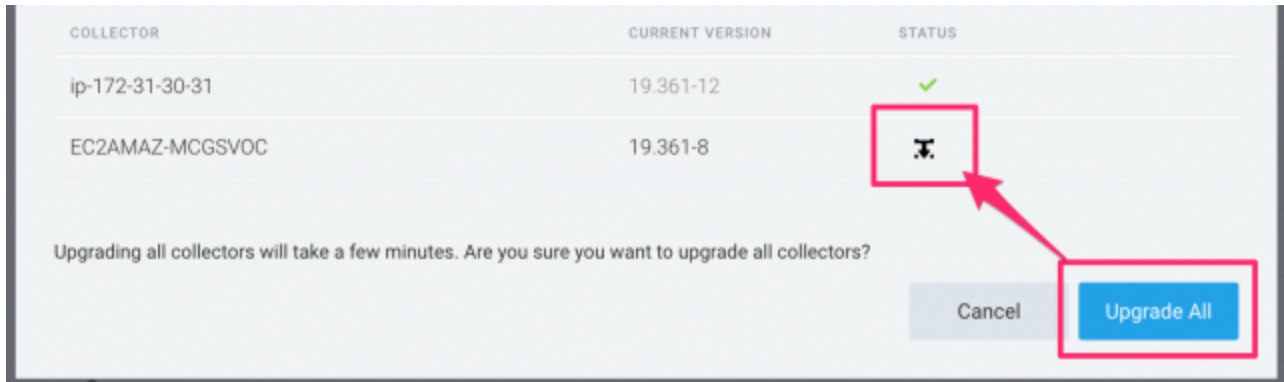 COLLECTOR CURRENT VERSION STATUS
ip-172-31-30-31 19.361-12
EC2AMAZ-MCGSVOC 19.361-8
Upgrading all collectors will take a few minutes. Are you sure you want to upgrade all collectors?
Cancel Upgrade All